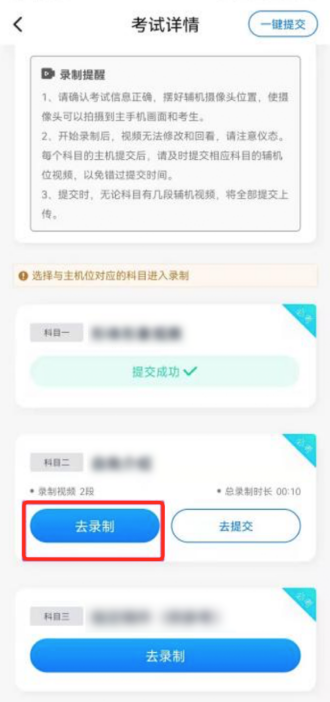 考试详情
一键提交
录制提醒
1、请确认考试信息正确，摆好辅机摄像头位置，使摄
像头可以拍摄到主手机画面和考生。
2、开始录制后，视频无法修改和回看，请注意仪态。
每个科目的主机提交后，请及时提交相应科目的辅机
位视频，以免错过提交时间。
3、提交时，无论科目有几段辅机视频，将全部提交上
传。
选择与主机位对应的科目进入录制
必考
科目一
提交成功
必考
科目二
• 录制视频 2段
• 总录制时长 00:10
去录制
去提交
必考
科目三
去录制